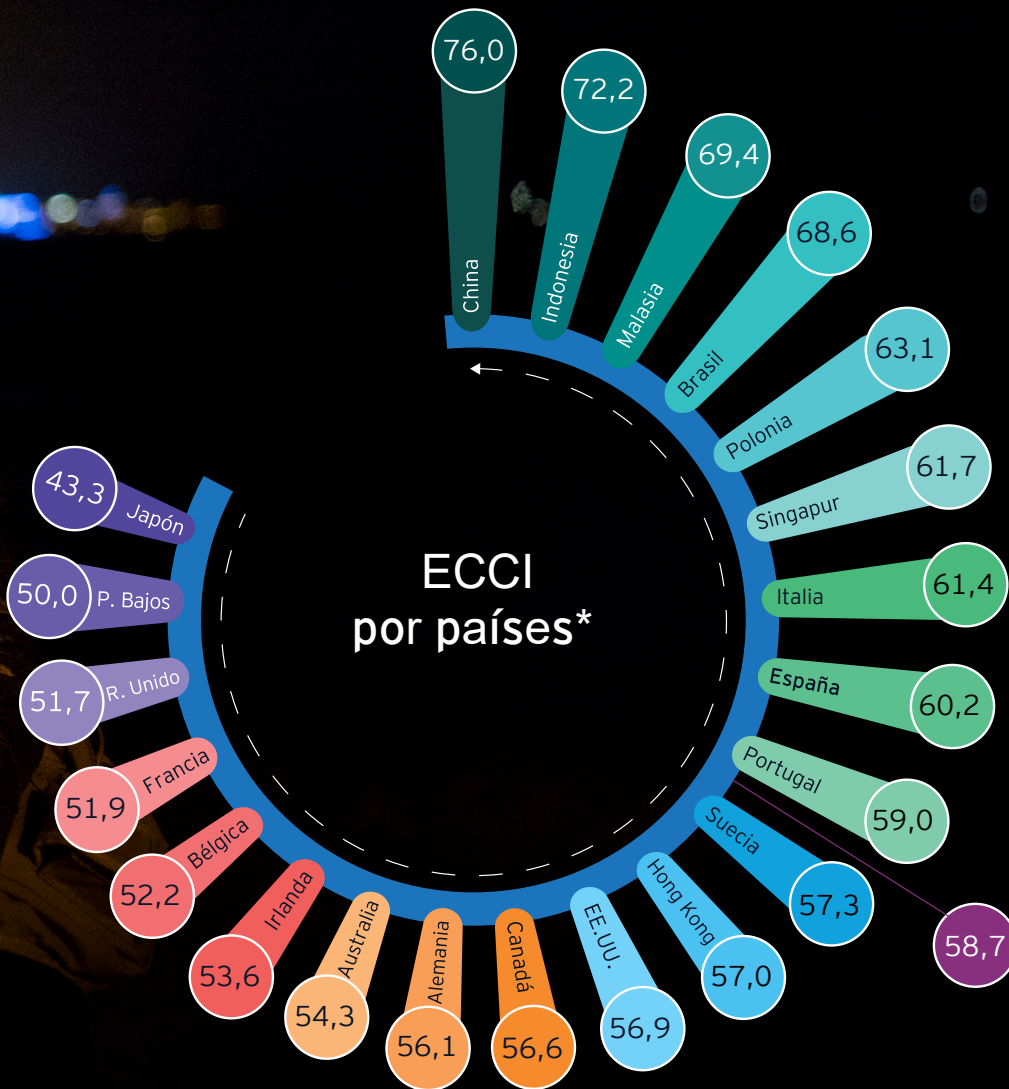 ECCI
por países*
76,0
China
72,2
Indonesia
69,4
Malasia
68,6
Brasil
63,1
Polonia
61,7
Singapur
61,4
Italia
60,2
España
59,0
Portugal
58,7
57,3
Suecia
57,0
Hong Kong
56,9
EE.UU.
56,6
Canadá
56,1
Alemania
54,3
Australia
53,6
Irlanda
52,2
Bélgica
51,9
Francia
51,7
R. Unido
50,0
P. Bajos
43,3
Japón